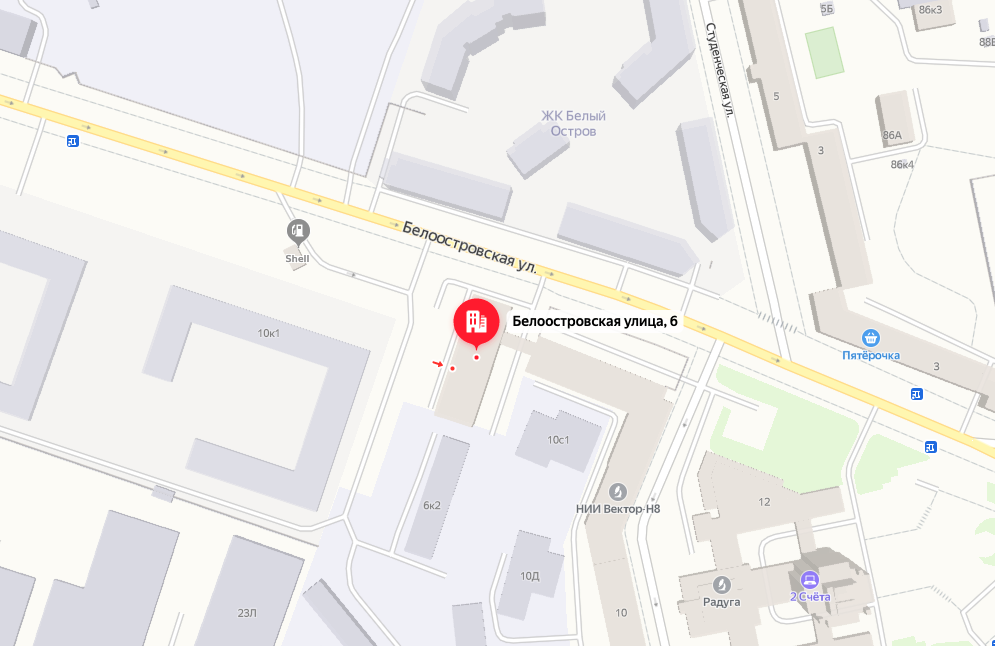 5Б
86к3
88Б
Студенческая ул.
5
ЖК Белый
Остров
86А
3
86к4
Белоостровская ул.
Shell
Белоостровская улица, 6
10к1
Пятёрочка
3
10с1
6к2
НИИ Вектор-Н8
12
10Д
2 Счёта
Радуга
23Л
10